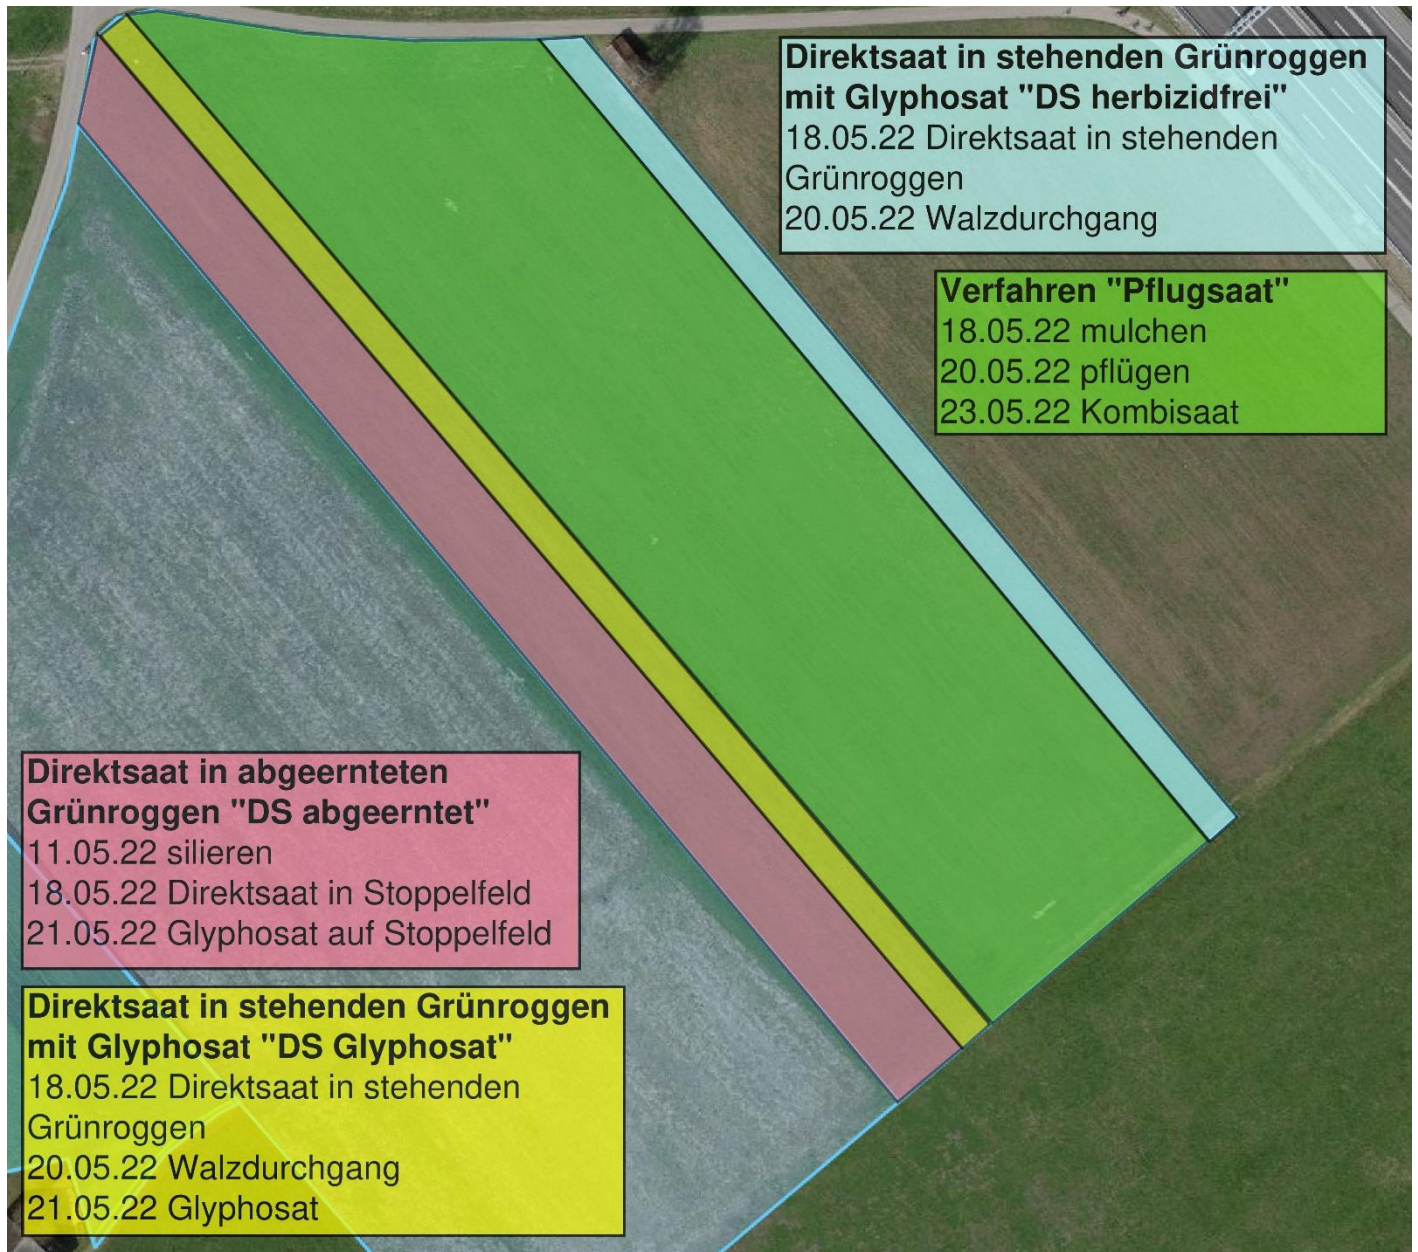 Direktsaat in stehenden Grünroggen
mit Glyphosat "DS herbizidfrei"
18.05.22 Direktsaat in stehenden
Grünroggen
20.05.22 Walzdurchgang
Verfahren "Pflugsaat"
18.05.22 mulchen
20.05.22 pflügen
23.05.22 Kombisaat
Direktsaat in abgeernteten
Grünroggen "DS abgeerntet"
11.05.22 silieren
18.05.22 Direktsaat in Stoppelfeld
21.05.22 Glyphosat auf Stoppelfeld
Direktsaat in stehenden Grünroggen
mit Glyphosat "DS Glyphosat"
18.05.22 Direktsaat in stehenden
Grünroggen
20.05.22 Walzdurchgang
21.05.22 Glyphosat